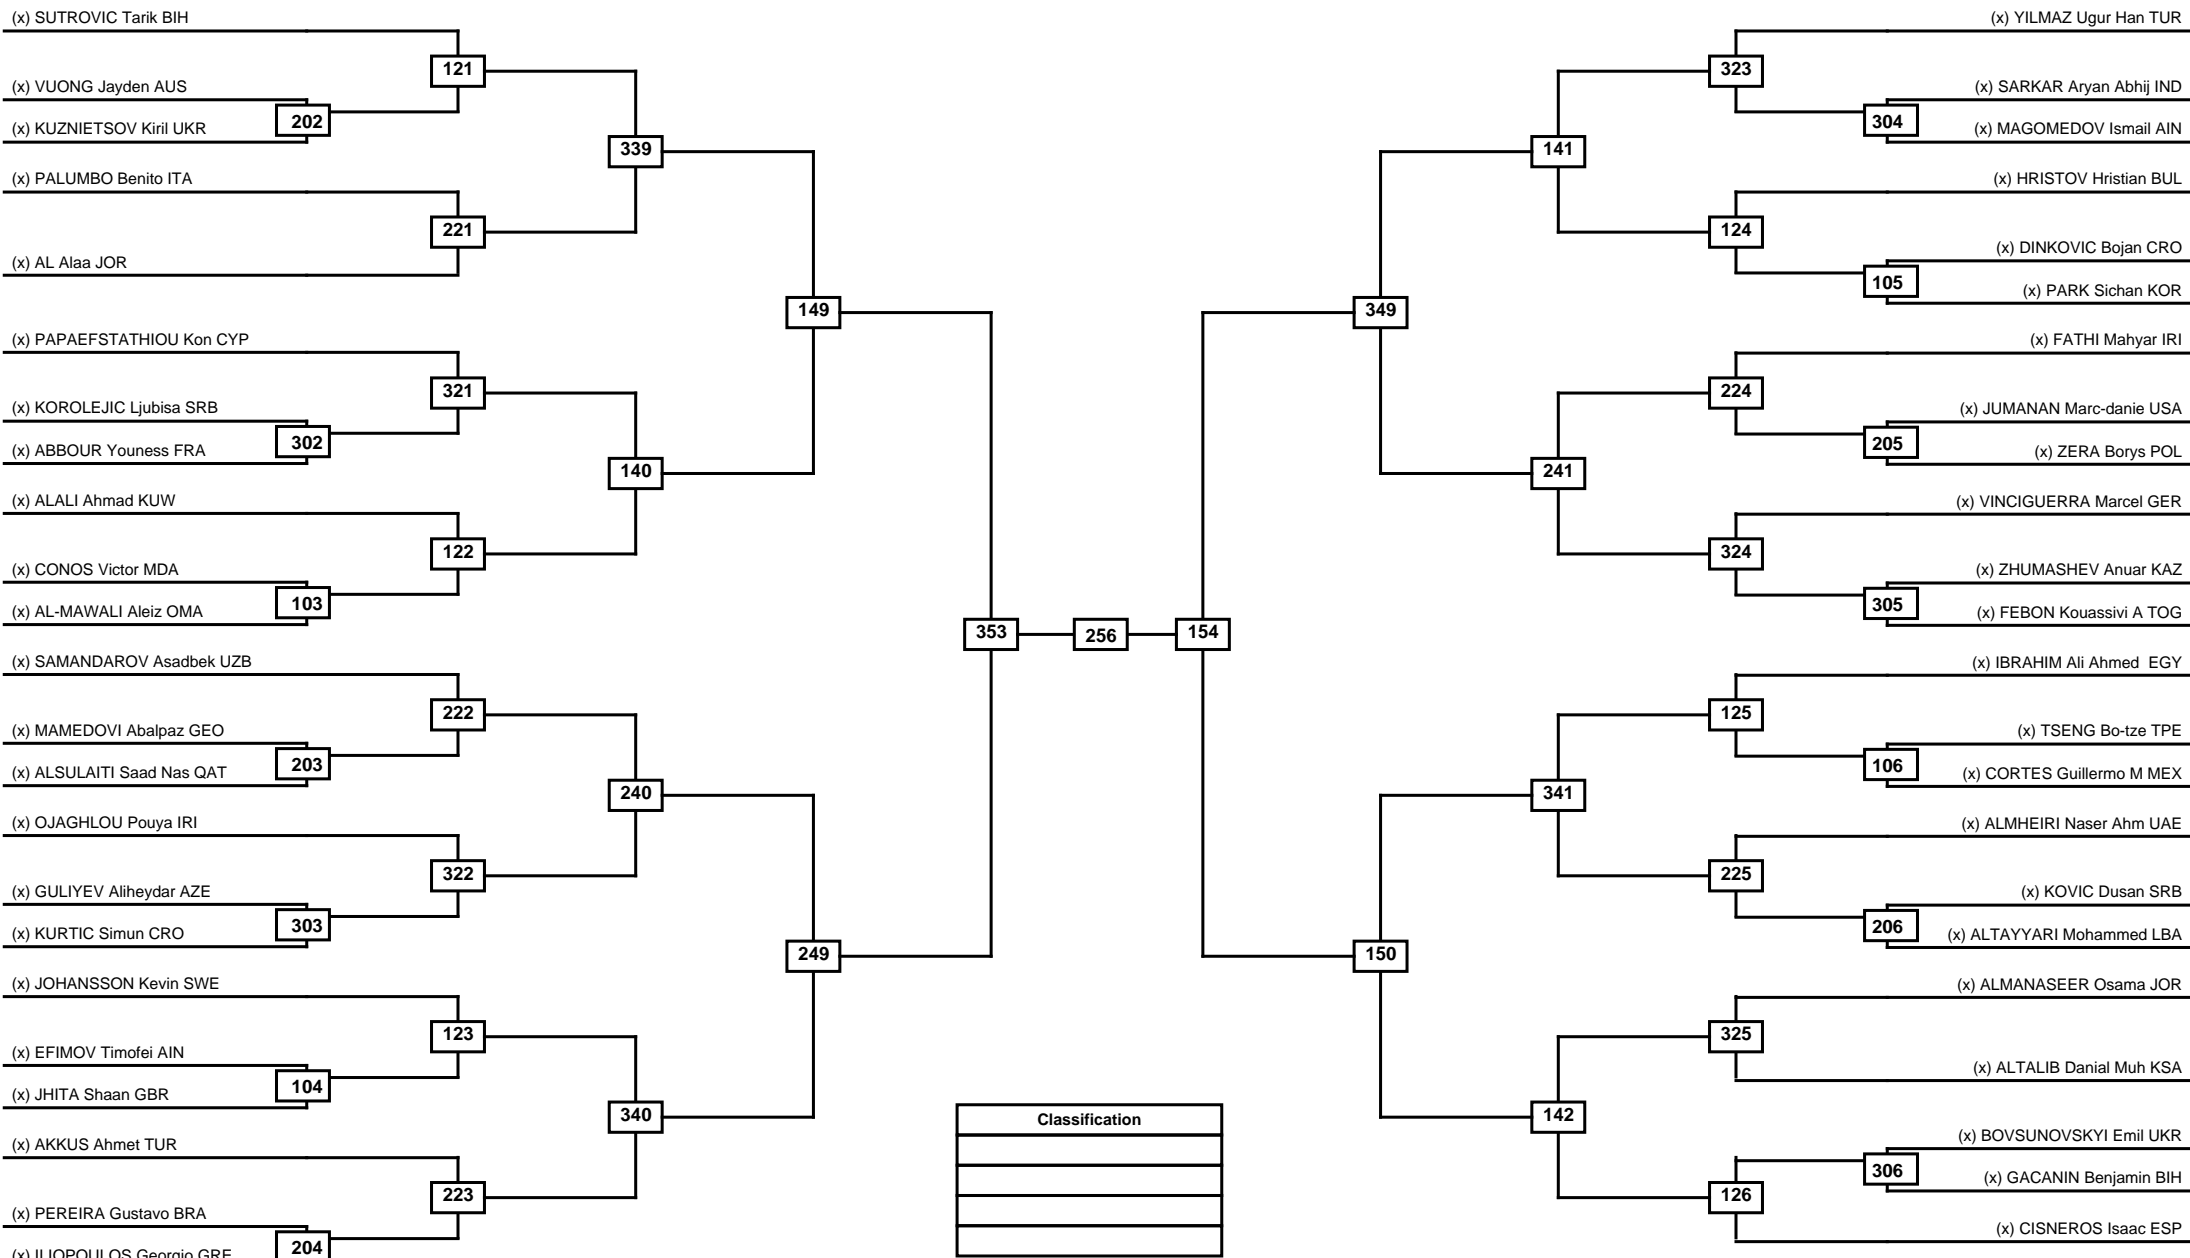 (x) SUTROVIC Tarik BIH
121
(x) VUONG Jayden AUS
202
(x) KUZNIETSOV Kiril UKR
339
(x) PALUMBO Benito ITA
221
(x) AL Alaa JOR
149
(x) PAPAEFSTATHIOU Kon CYP
321
(x) KOROLEJIC Ljubisa SRB
302
(x) ABBOUR Youness FRA
140
(x) ALALI Ahmad KUW
122
(x) CONOS Victor MDA
103
(x) AL-MAWALI Aleiz OMA
353
256
154
(x) SAMANDAROV Asadbek UZB
222
(x) MAMEDOVI Abalpaz GEO
203
(x) ALSULAITI Saad Nas QAT
240
(x) OJAGHLOU Pouya IRI
322
(x) GULIYEV Aliheydar AZE
303
(x) KURTIC Simun CRO
249
(x) JOHANSSON Kevin SWE
123
(x) EFIMOV Timofei AIN
104
(x) JHITA Shaan GBR
340
(x) AKKUS Ahmet TUR
223
(x) PEREIRA Gustavo BRA
204
(x) ILIOPOULOS Georgio GRE
Classification
(x) YILMAZ Ugur Han TUR
323
(x) SARKAR Aryan Abhij IND
304
(x) MAGOMEDOV Ismail AIN
141
(x) HRISTOV Hristian BUL
124
(x) DINKOVIC Bojan CRO
105
(x) PARK Sichan KOR
349
(x) FATHI Mahyar IRI
224
(x) JUMANAN Marc-danie USA
205
(x) ZERA Borys POL
241
(x) VINCIGUERRA Marcel GER
324
(x) ZHUMASHEV Anuar KAZ
305
(x) FEBON Kouassivi A TOG
(x) IBRAHIM Ali Ahmed EGY
125
(x) TSENG Bo-tze TPE
106
(x) CORTES Guillermo M MEX
341
(x) ALMHEIRI Naser Ahm UAE
225
(x) KOVIC Dusan SRB
206
(x) ALTAYYARI Mohammed LBA
150
(x) ALMANASEER Osama JOR
325
(x) ALTALIB Danial Muh KSA
142
(x) BOVSUNOVSKYI Emil UKR
306
(x) GACANIN Benjamin BIH
126
(x) CISNEROS Isaac ESP